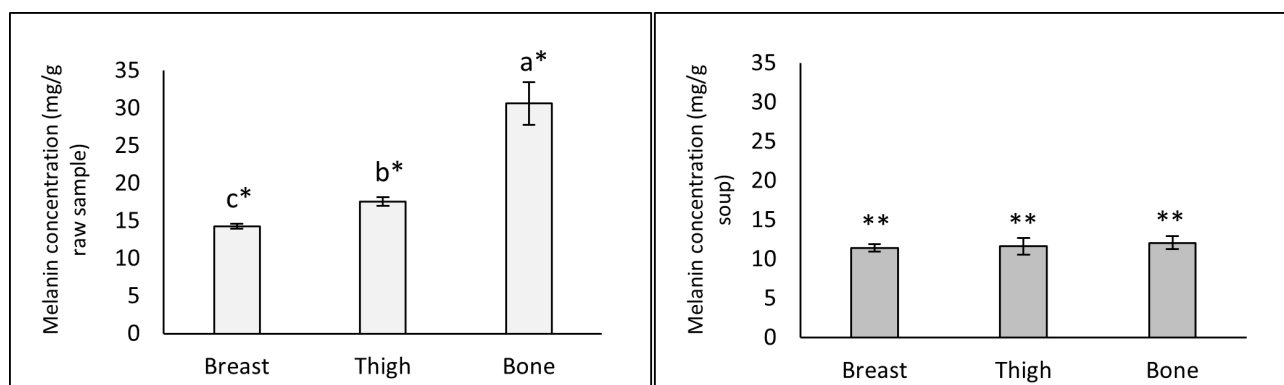 Melanin concentration (mg/g
raw sample)
35
30
25
20
15
10
5
0
c*
b*
a*
Breast
Thigh
Bone
Melanin concentration (mg/g
soup)
35
30
25
20
15
10
5
0
**
**
**
Breast
Thigh
Bone